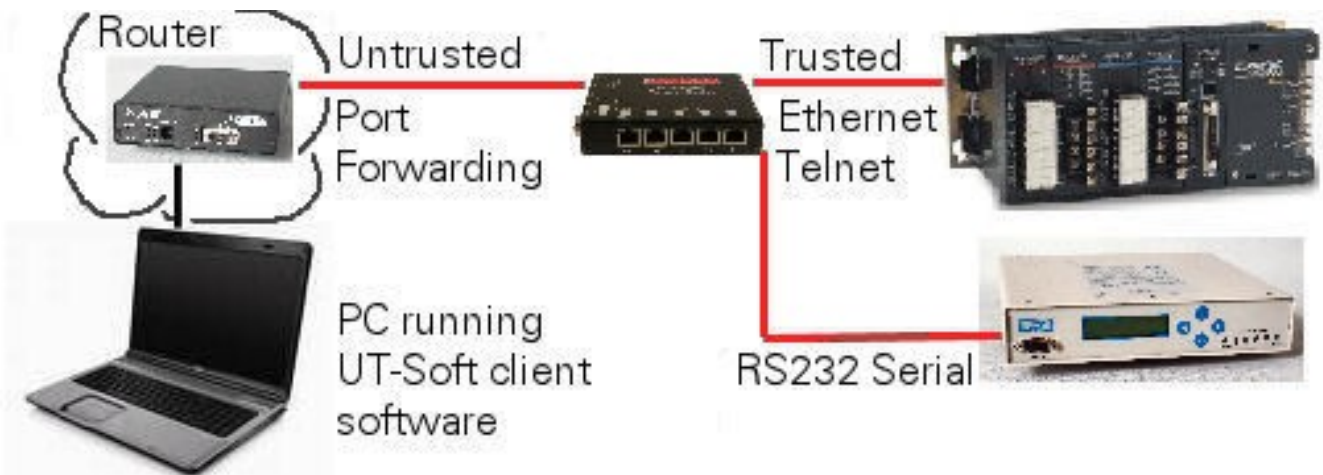 Router
Untrusted
Port
Forwarding
Trusted
Ethernet
Telnet
RS232 Serial
PC running
UT-Soft client
software